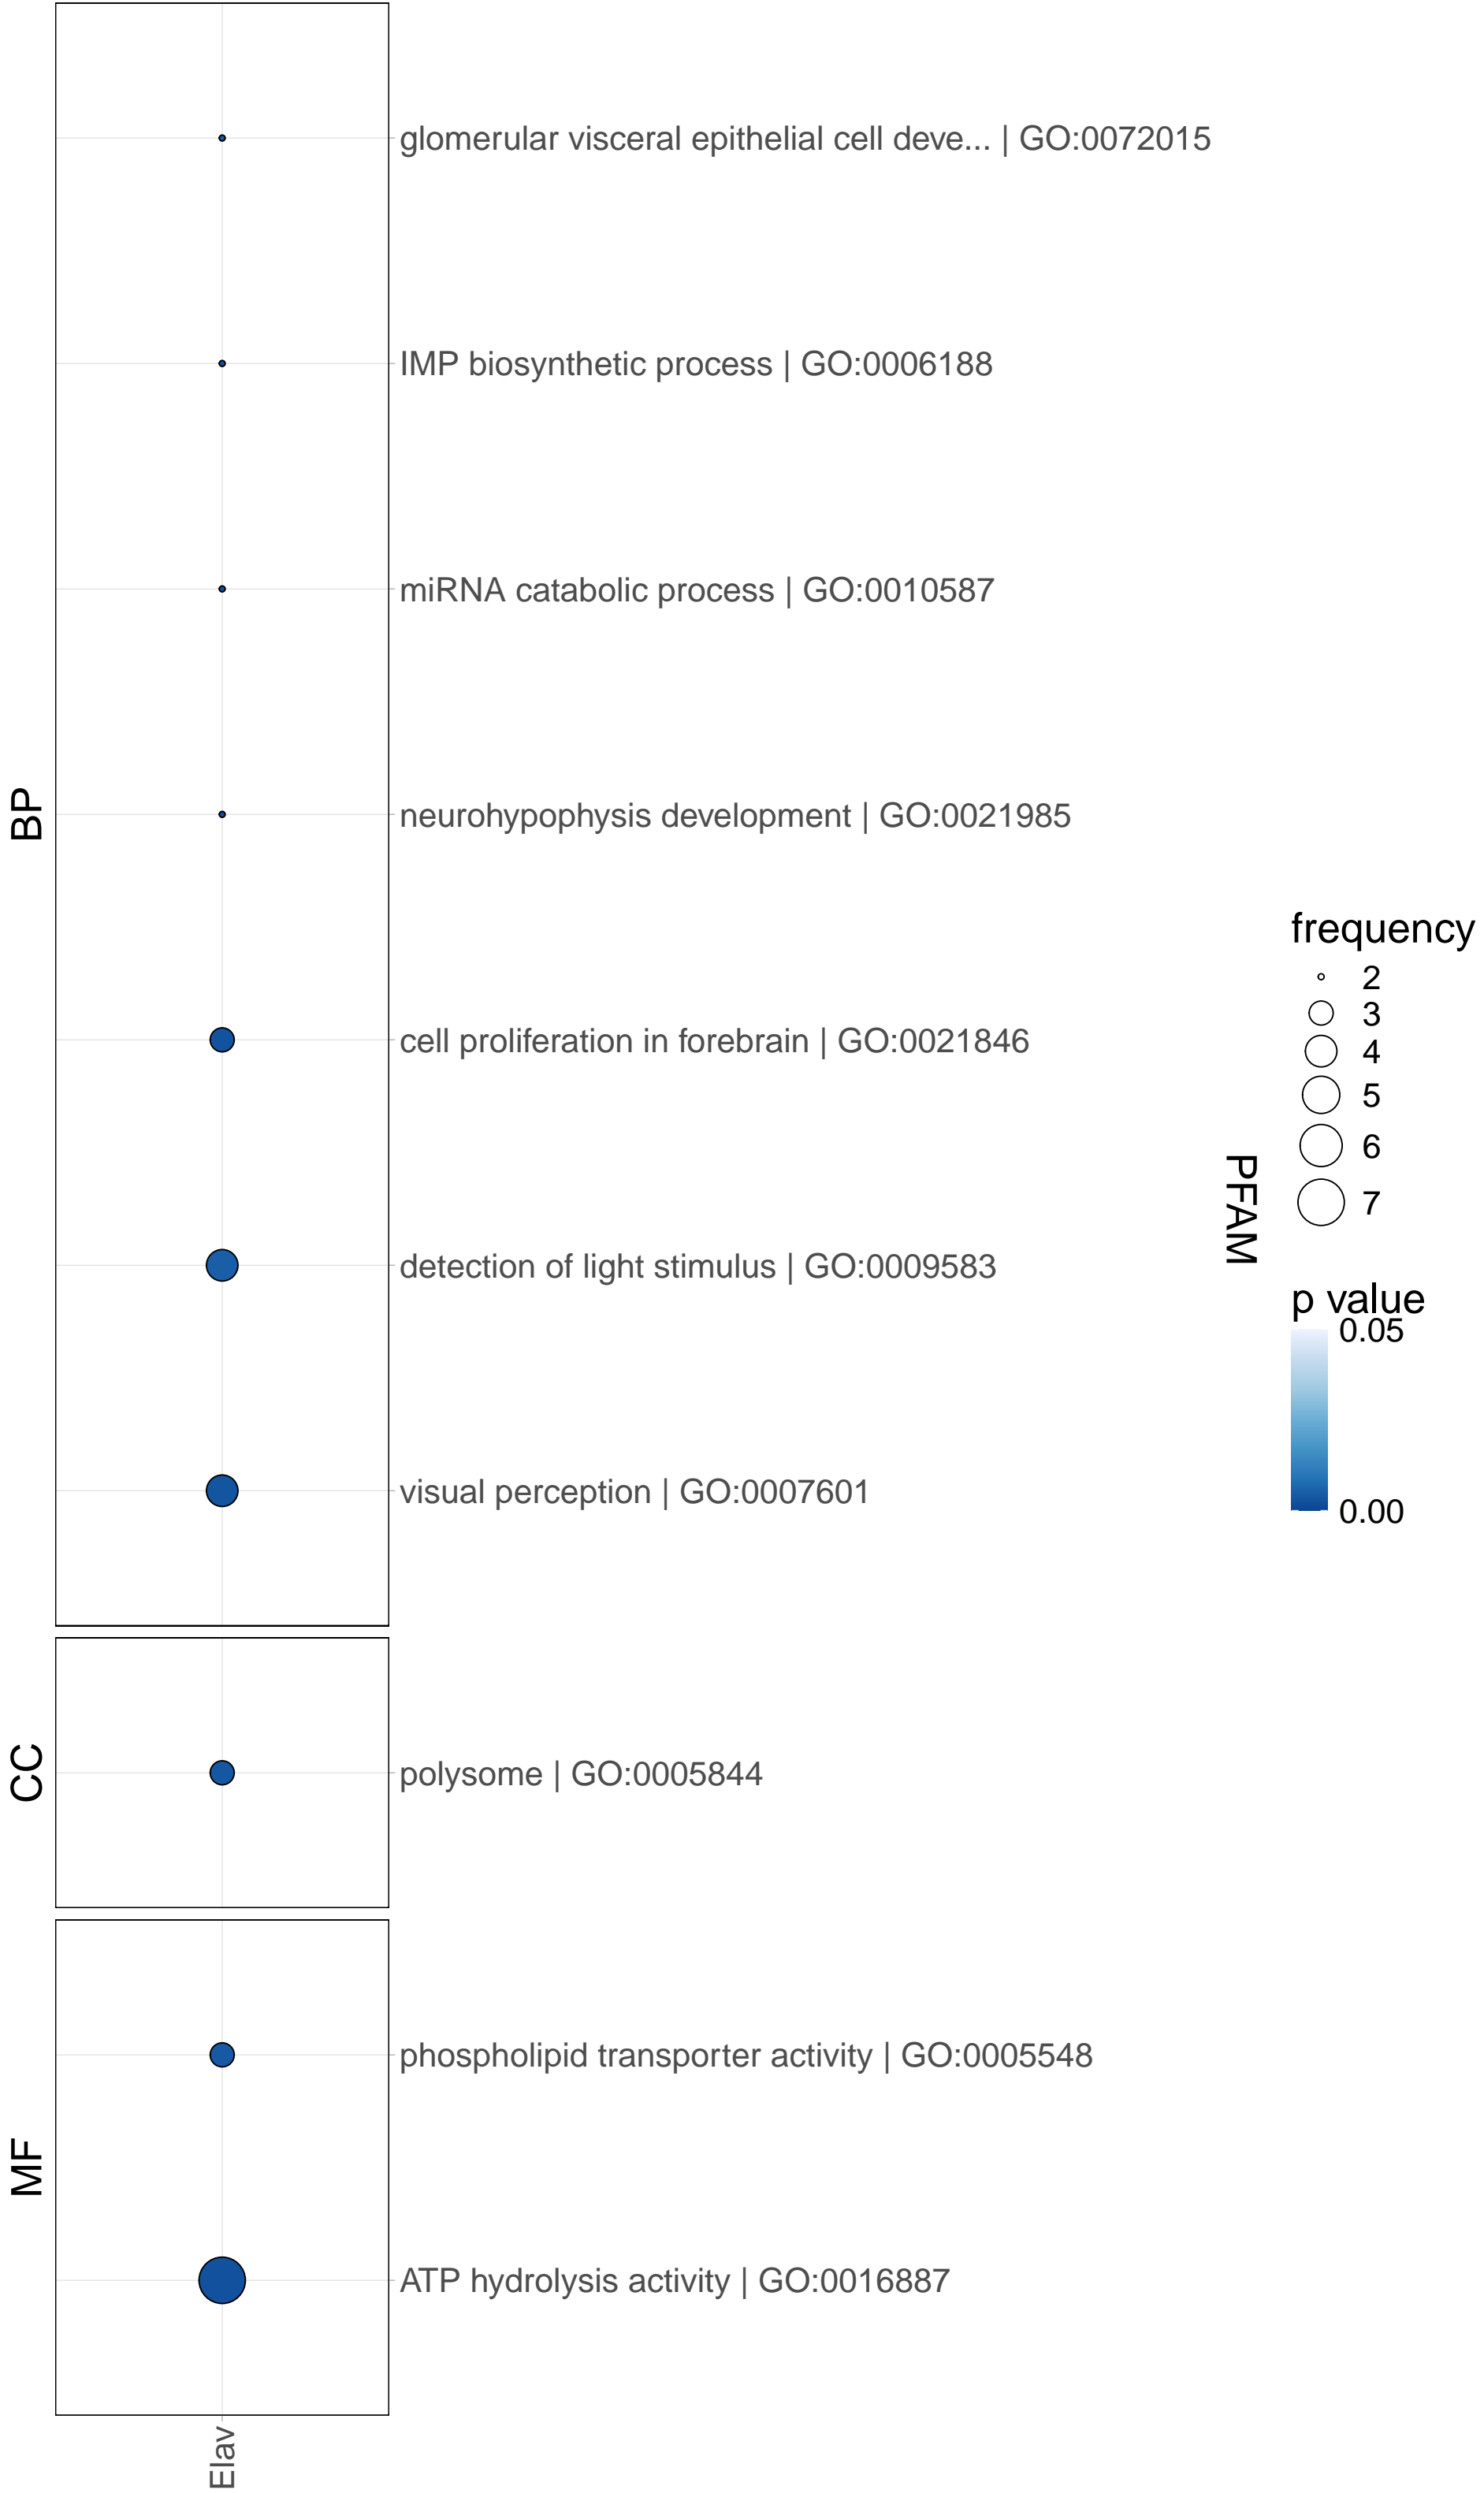 BP
glomerular visceral epithelial cell deve... | GO:0072015
IMP biosynthetic process | GO:0006188
miRNA catabolic process | GO:0010587
neurohypophysis development | GO:0021985
cell proliferation in forebrain | GO:0021846
detection of light stimulus | GO:0009583
visual perception | GO:0007601
CC
polysome | GO:0005844
MF
phospholipid transporter activity | GO:0005548
ATP hydrolysis activity | GO:0016887
Elav
PFAM
frequency
2
3
4
5
6
7
p value
0.05
0.00